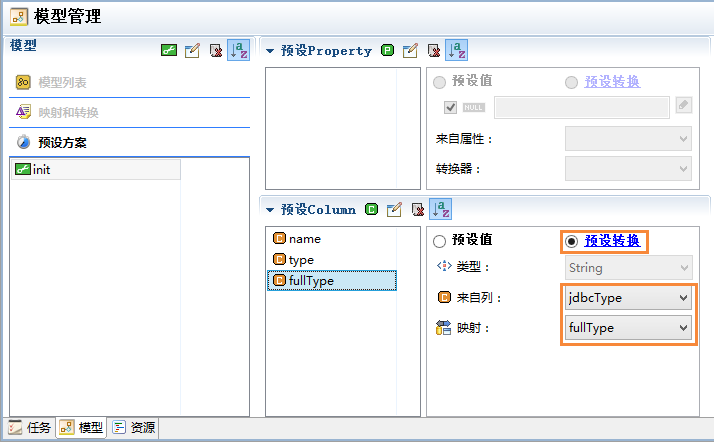 模型管理
模型
模型列表
映射和转换
预设方案
init
预设Property
预设值
预设转换
NULL
来自属性：
转换器：
预设Column
name
type
fullType
预设值
预设转换
类型：
String
来自列：
jdbcType
映射：
fullType
任务
模型
资源